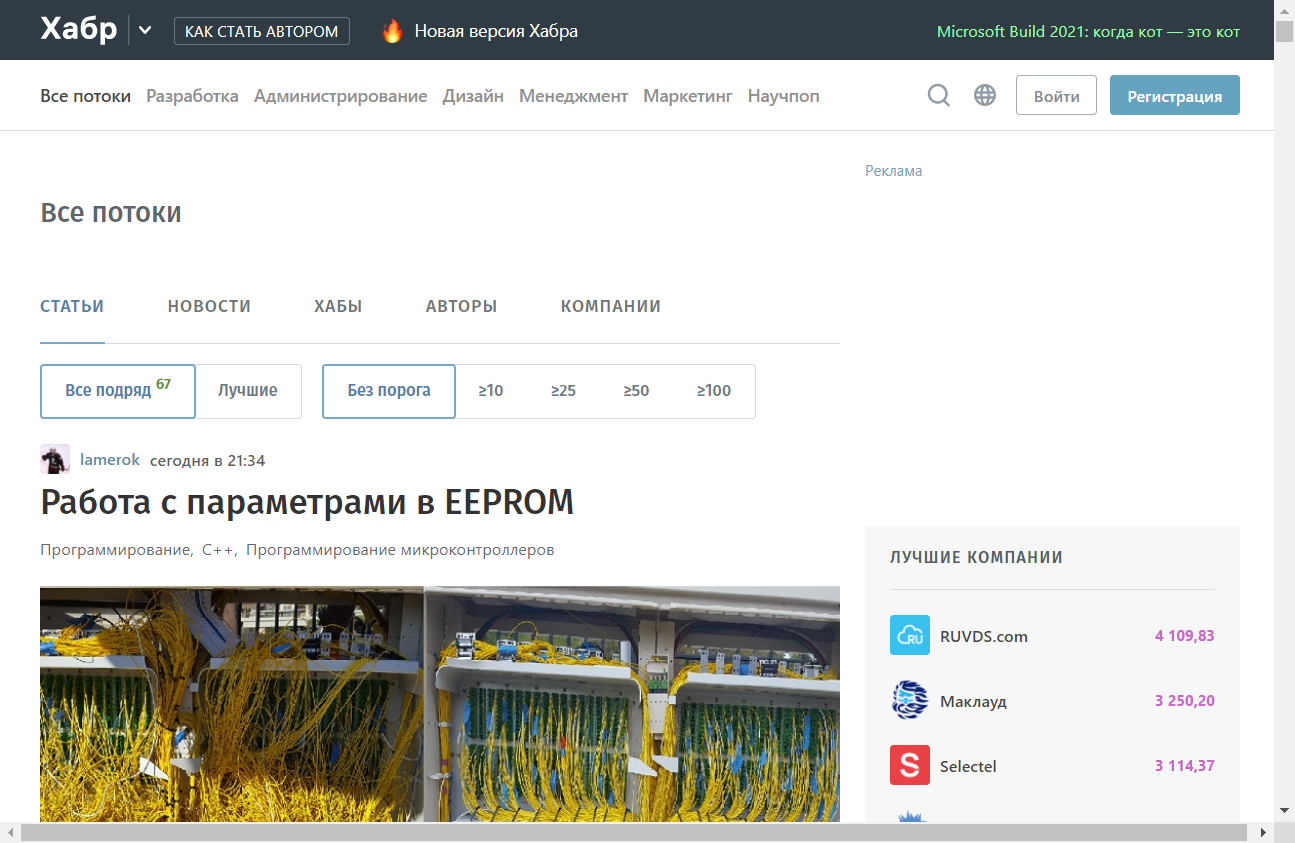 Хабр
КАК СТАТЬ АВТОРОМ
Новая версия Хабра
Microsoft Build 2021: когда кот — это кот
Все потоки Разработка Администрирование Дизайн Менеджмент Маркетинг Научпоп
Войти
Регистрация
Реклама
Все потоки
СТАТЬИ НОВОСТИ ХАБЫ АВТОРЫ КОМПАНИИ
Все подряд 67 Лучшие
Без порога ≥10 ≥25 ≥50 ≥100
lamerok сегодня в 21:34
Работа с параметрами в EEPROM
Программирование, C++, Программирование микроконтроллеров
ЛУЧШИЕ КОМПАНИИ
RU
RUVDS.com 4 109,83
Маклауд 3 250,20
S
Selectel 3 114,37